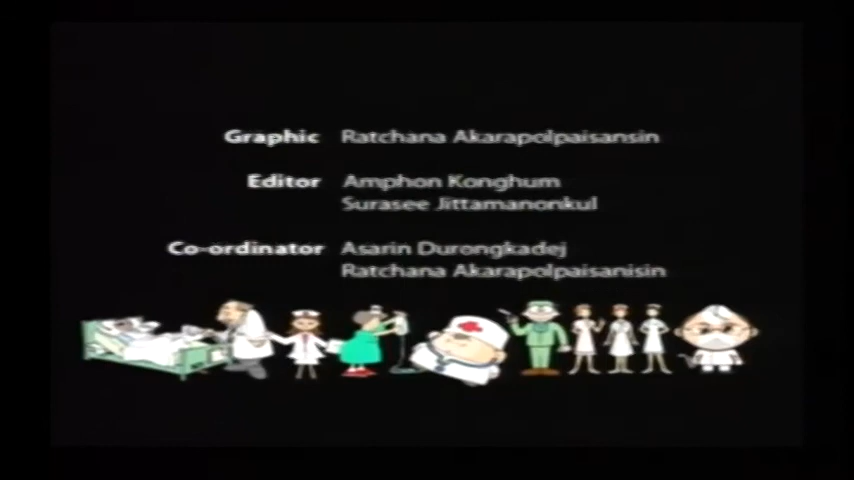 Graphic Ratchana Akarapolpaisansin
Editor Amphon Konghum
Surasee Jittamanonkul
Co-ordinator Asarin Durongkadej
Ratchana Akarapolpaisanisin